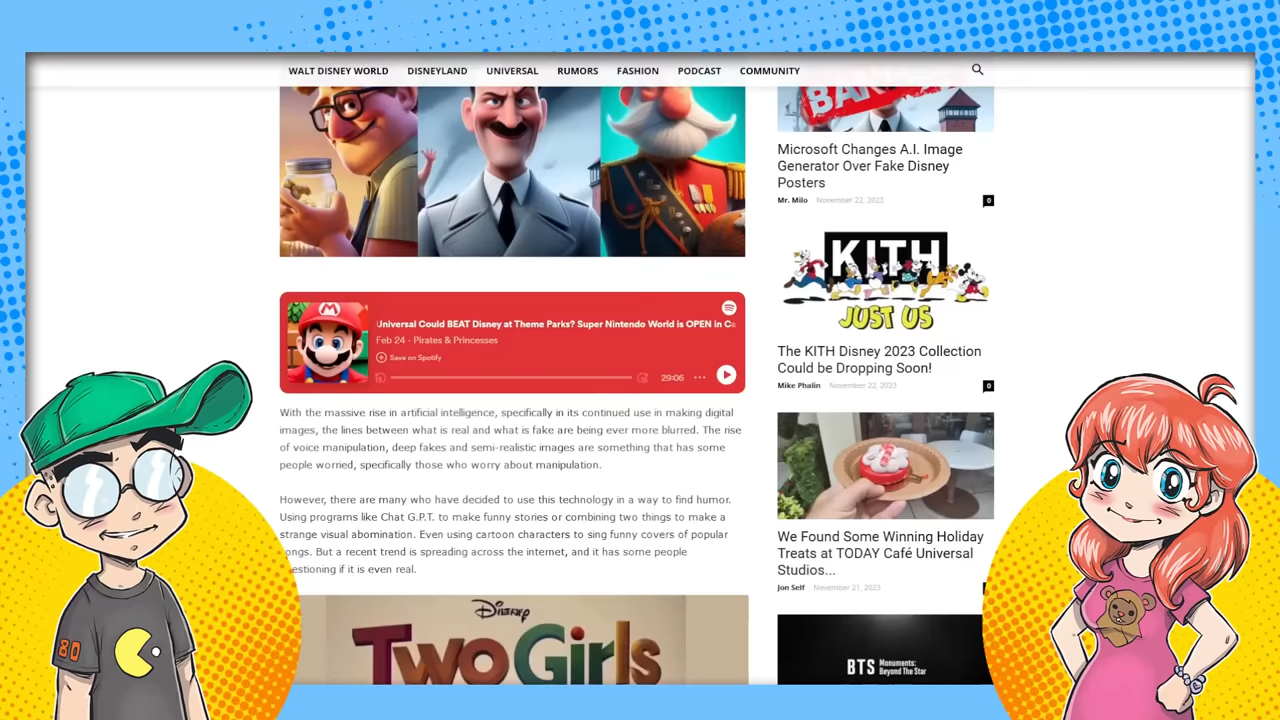 WALT DISNEY WORLD DISNEYLAND UNIVERSAL RUMORS FASHION PODCAST COMMUNITY
Universal Could BEAT Disney at Theme Parks? Super Nintendo World is OPEN in
Feb 24 · Pirates & Princesses
Save on Spotify
29:06
With the massive rise in artificial intelligence, specifically in its continued use in making digital
images, the lines between what is real and what is fake are being ever more blurred. The rise
of voice manipulation, deep fakes and semi-realistic images are something that has some
people worried, specifically those who worry about manipulation.
However, there are many who have decided to use this technology in a way to find humor.
Using programs like Chat G.P.T. to make funny stories or combining two things to make a
strange visual abomination. Even using cartoon characters to sing funny covers of popular
ongs. But a recent trend is spreading across the internet, and it has some people
estioning if it is even real.
Disney
Two Girls
Microsoft Changes A.I. Image
Generator Over Fake Disney
Posters
Mr. Milo - November 22, 2023 0
KITH
JUST US
The KITH Disney 2023 Collection
Could be Dropping Soon!
Mike Phalin - November 22, 2023 0
We Found Some Winning Holiday
Treats at TODAY Café Universal
Studios...
Jon Self - November 21, 2023
BTS Monuments:
Beyond The Star
80